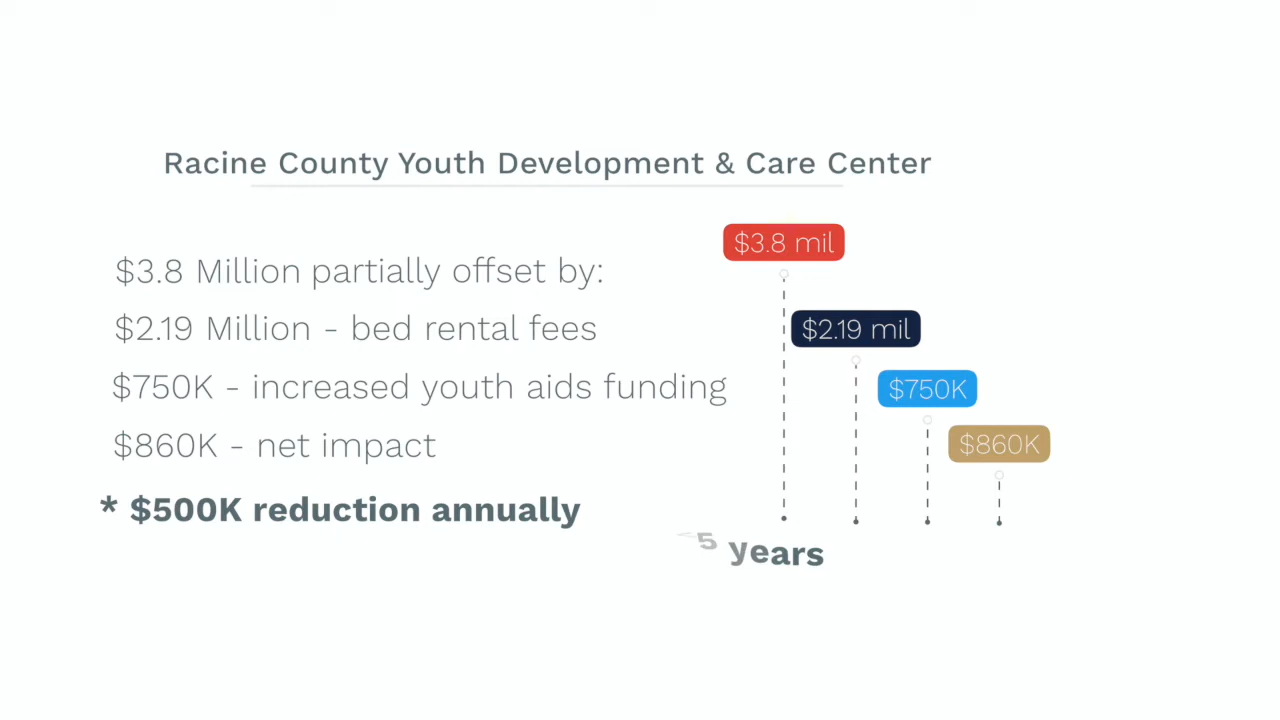 Racine County Youth Development & Care Center
$3.8 Million partially offset by:
$2.19 Million - bed rental fees
$750K - increased youth aids funding
$860K - net impact
* $500K reduction annually
$3.8 mil
$2.19 mil
$750K
$860K
5 years